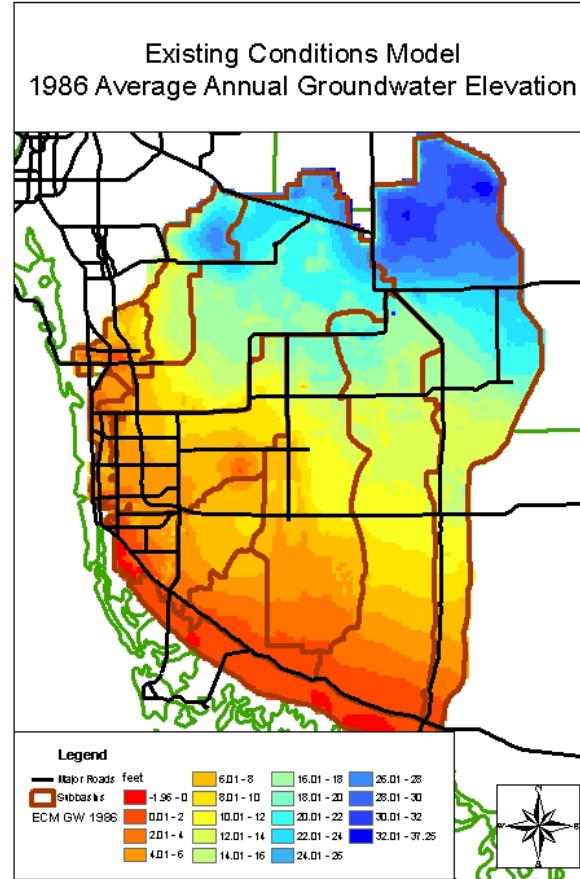 Existing Conditions Model
1986 Average Annual Groundwater Elevation
Legend
Major Roads
Subbasins
ECM GW 1986
feet
-1.95 - 0
0.01 - 2
2.01 - 4
4.01 - 6
6.01 - 8
8.01 - 10
10.01 - 12
12.01 - 14
14.01 - 16
16.01 - 18
18.01 - 20
20.01 - 22
22.01 - 24
24.01 - 26
26.01 - 28
28.01 - 30
30.01 - 32
32.01 - 37.25
N
S